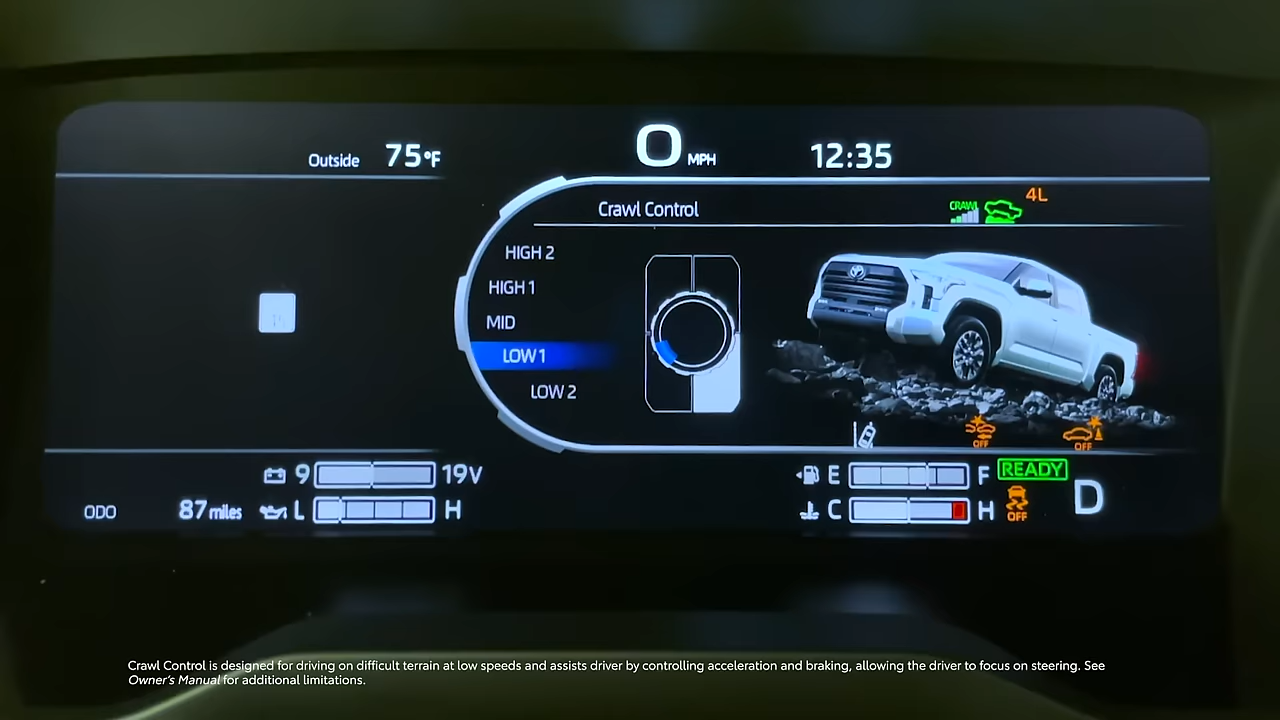 Outside 75°F
0 MPH
12:35
Crawl Control
CRAWL
4L
HIGH 2
HIGH 1
MID
LOW 1
LOW 2
OFF
OFF
9 19V
E F
READY
ODO 87 miles
L H
C H
OFF
D
Crawl Control is designed for driving on difficult terrain at low speeds and assists driver by controlling acceleration and braking, allowing the driver to focus on steering. See
Owner's Manual for additional limitations.